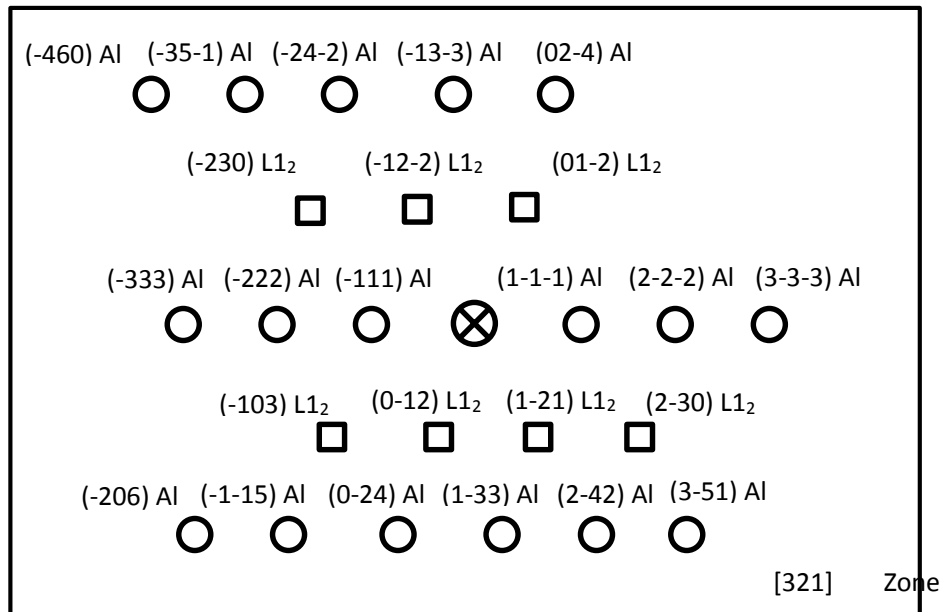 (-460) Al (-35-1) Al (-24-2) Al (-13-3) Al (02-4) Al
(-230) L1₂ (-12-2) L1₂ (01-2) L1₂
(-333) Al (-222) Al (-111) Al (1-1-1) Al (2-2-2) Al (3-3-3) Al
(-103) L1₂ (0-12) L1₂ (1-21) L1₂ (2-30) L1₂
(-206) Al (-1-15) Al (0-24) Al (1-33) Al (2-42) Al (3-51) Al
[321] Zone